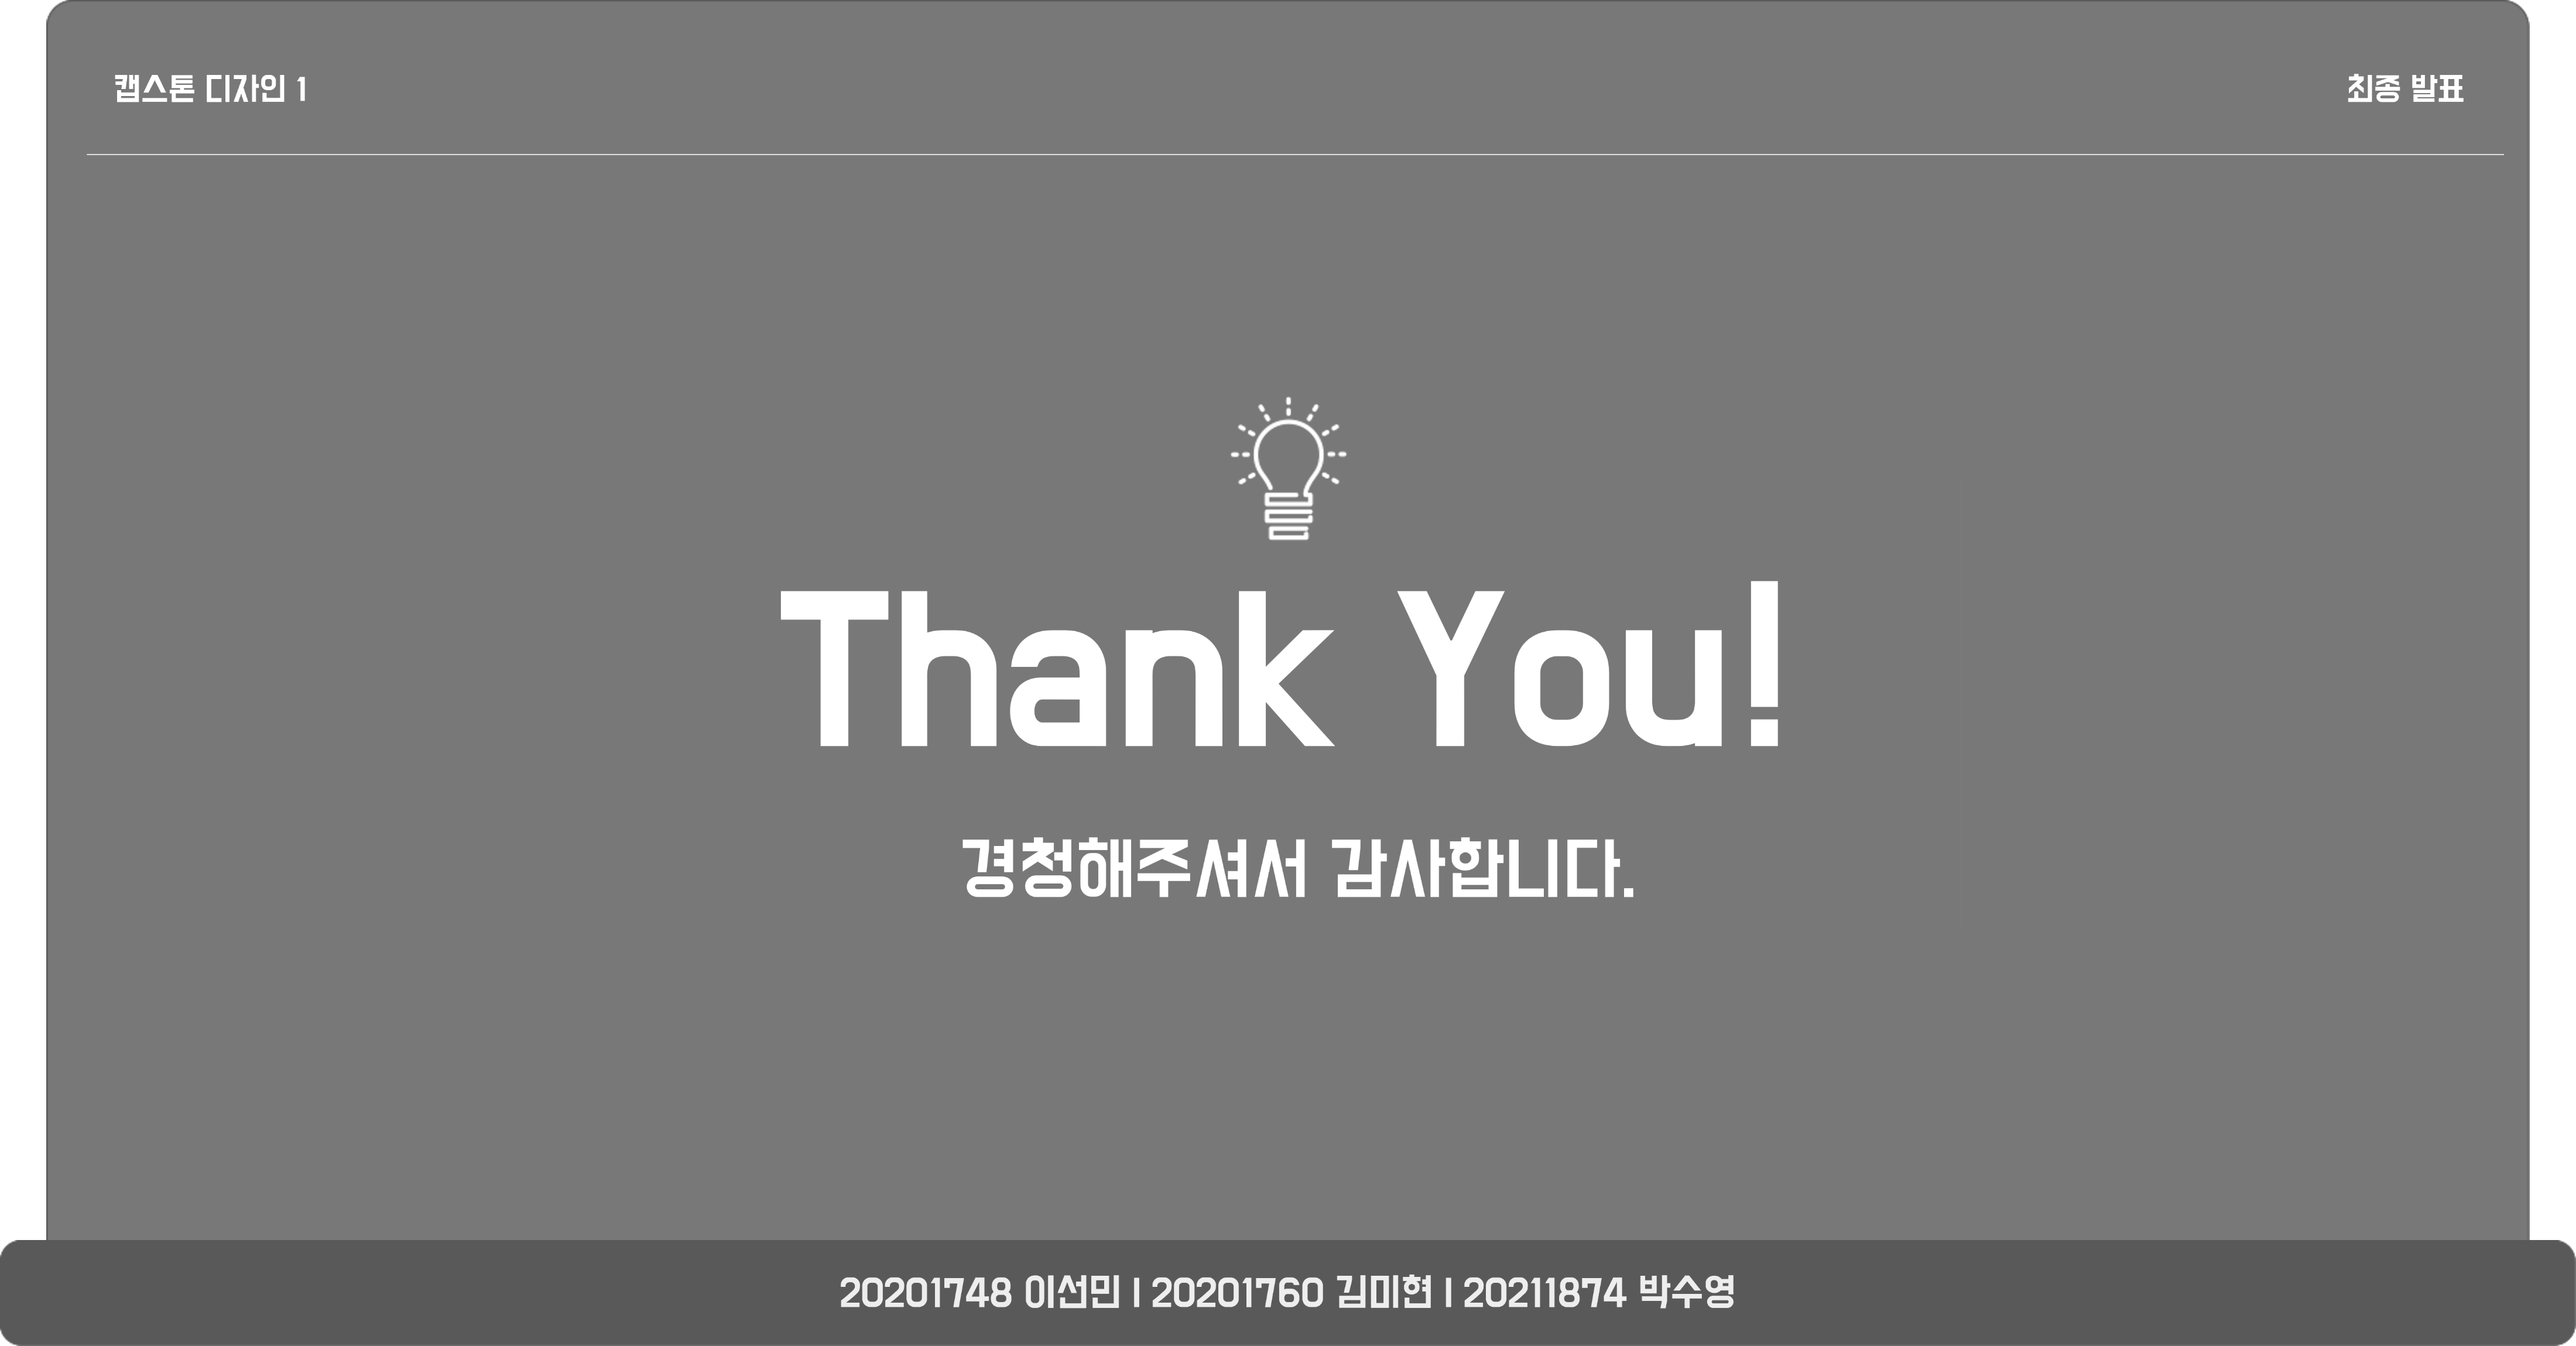 캡스톤 디자인 1
최종 발표
Thank You!
경청해주셔서 감사합니다.
20201748 이섬민 | 20201760 김미현 | 20211874 박수영